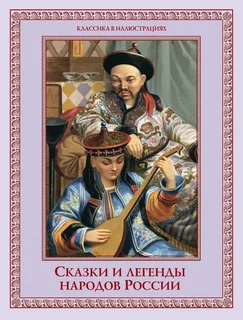 КЛАССИКА В ИЛЛЮСТРАЦИЯХ
СКАЗКИ И ЛЕГЕНДЫ
НАРОДОВ РОССИИ